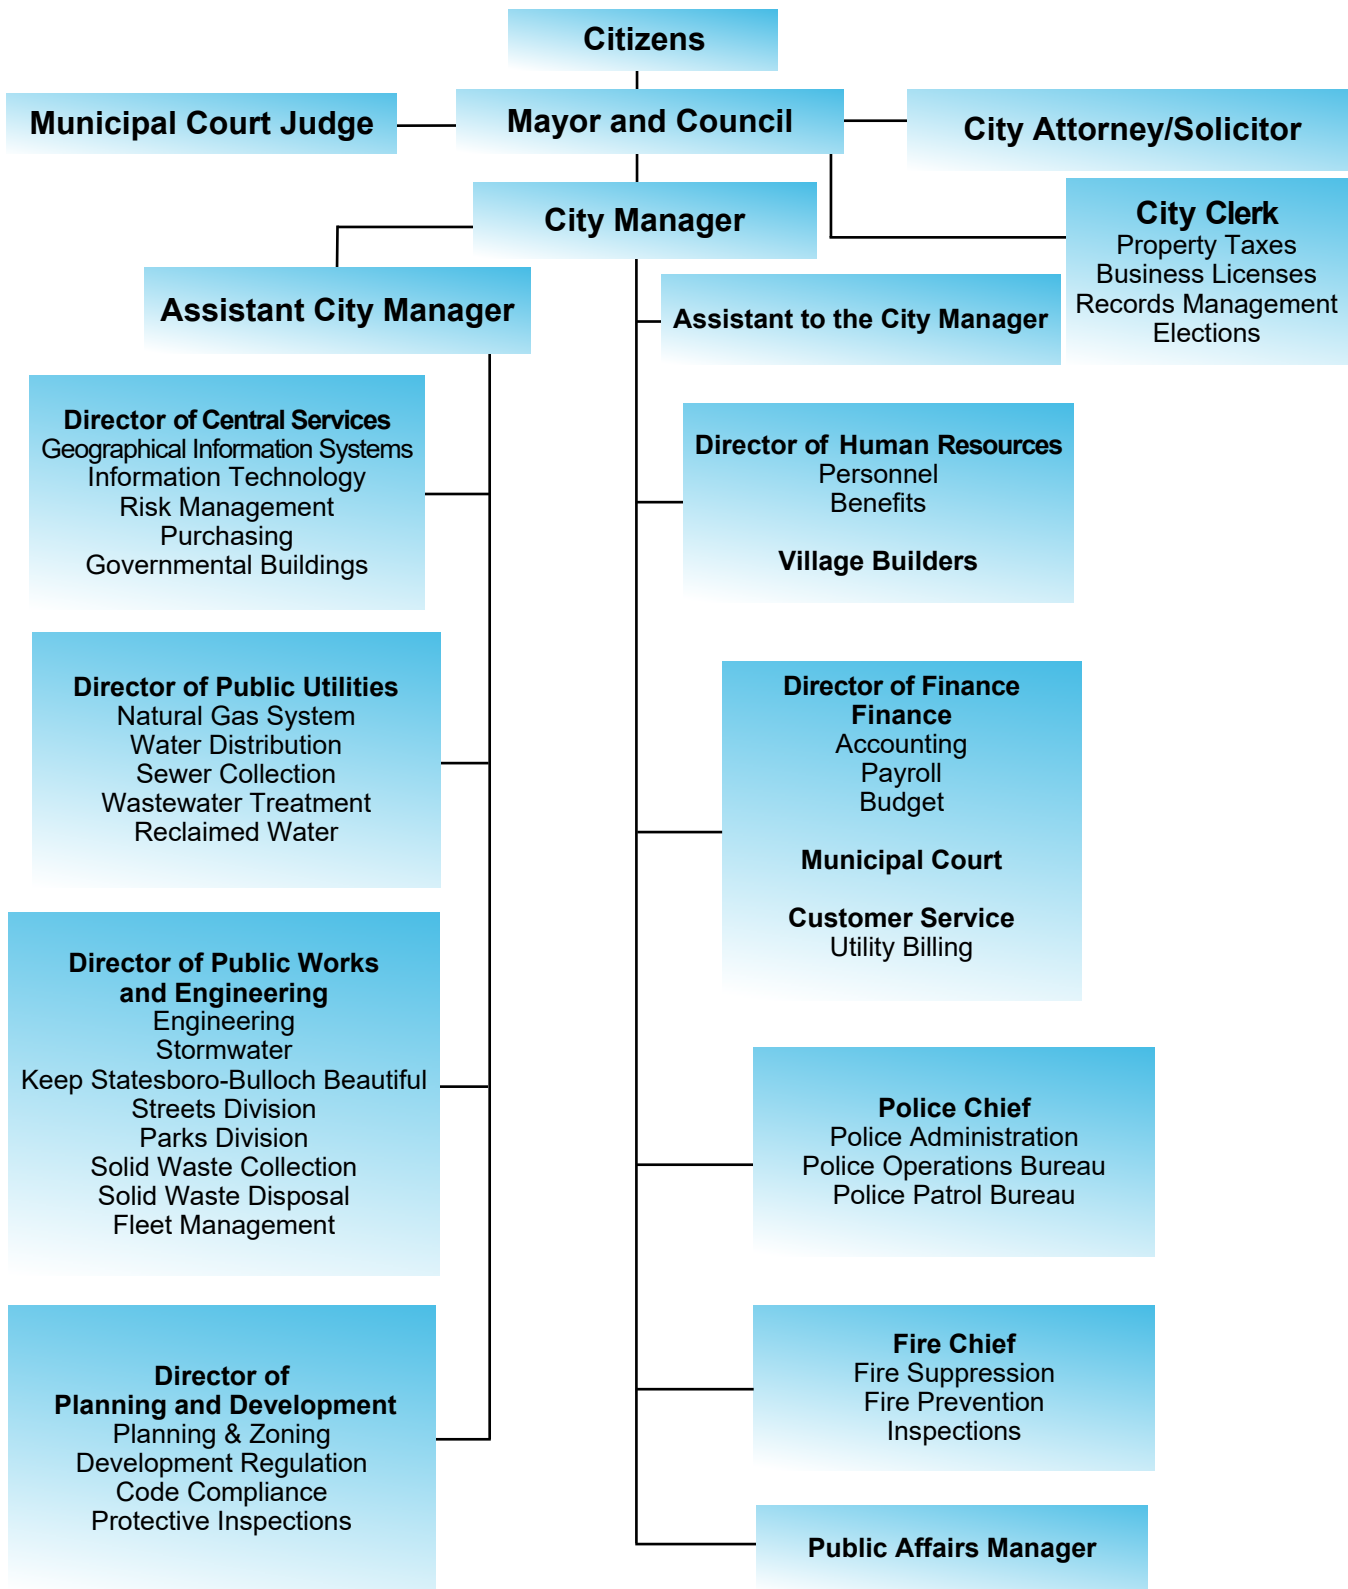 Citizens
Municipal Court Judge
Mayor and Council
City Attorney/Solicitor
City Manager
City Clerk
Property Taxes
Business Licenses
Records Management
Elections
Assistant City Manager
Assistant to the City Manager
Director of Central Services
Geographical Information Systems
Information Technology
Risk Management
Purchasing
Governmental Buildings
Director of Public Utilities
Natural Gas System
Water Distribution
Sewer Collection
Wastewater Treatment
Reclaimed Water
Director of Public Works
and Engineering
Engineering
Stormwater
Keep Statesboro-Bulloch Beautiful
Streets Division
Parks Division
Solid Waste Collection
Solid Waste Disposal
Fleet Management
Director of
Planning and Development
Planning & Zoning
Development Regulation
Code Compliance
Protective Inspections
Director of Human Resources
Personnel
Benefits
Village Builders
Director of Finance
Finance
Accounting
Payroll
Budget
Municipal Court
Customer Service
Utility Billing
Police Chief
Police Administration
Police Operations Bureau
Police Patrol Bureau
Fire Chief
Fire Suppression
Fire Prevention
Inspections
Public Affairs Manager